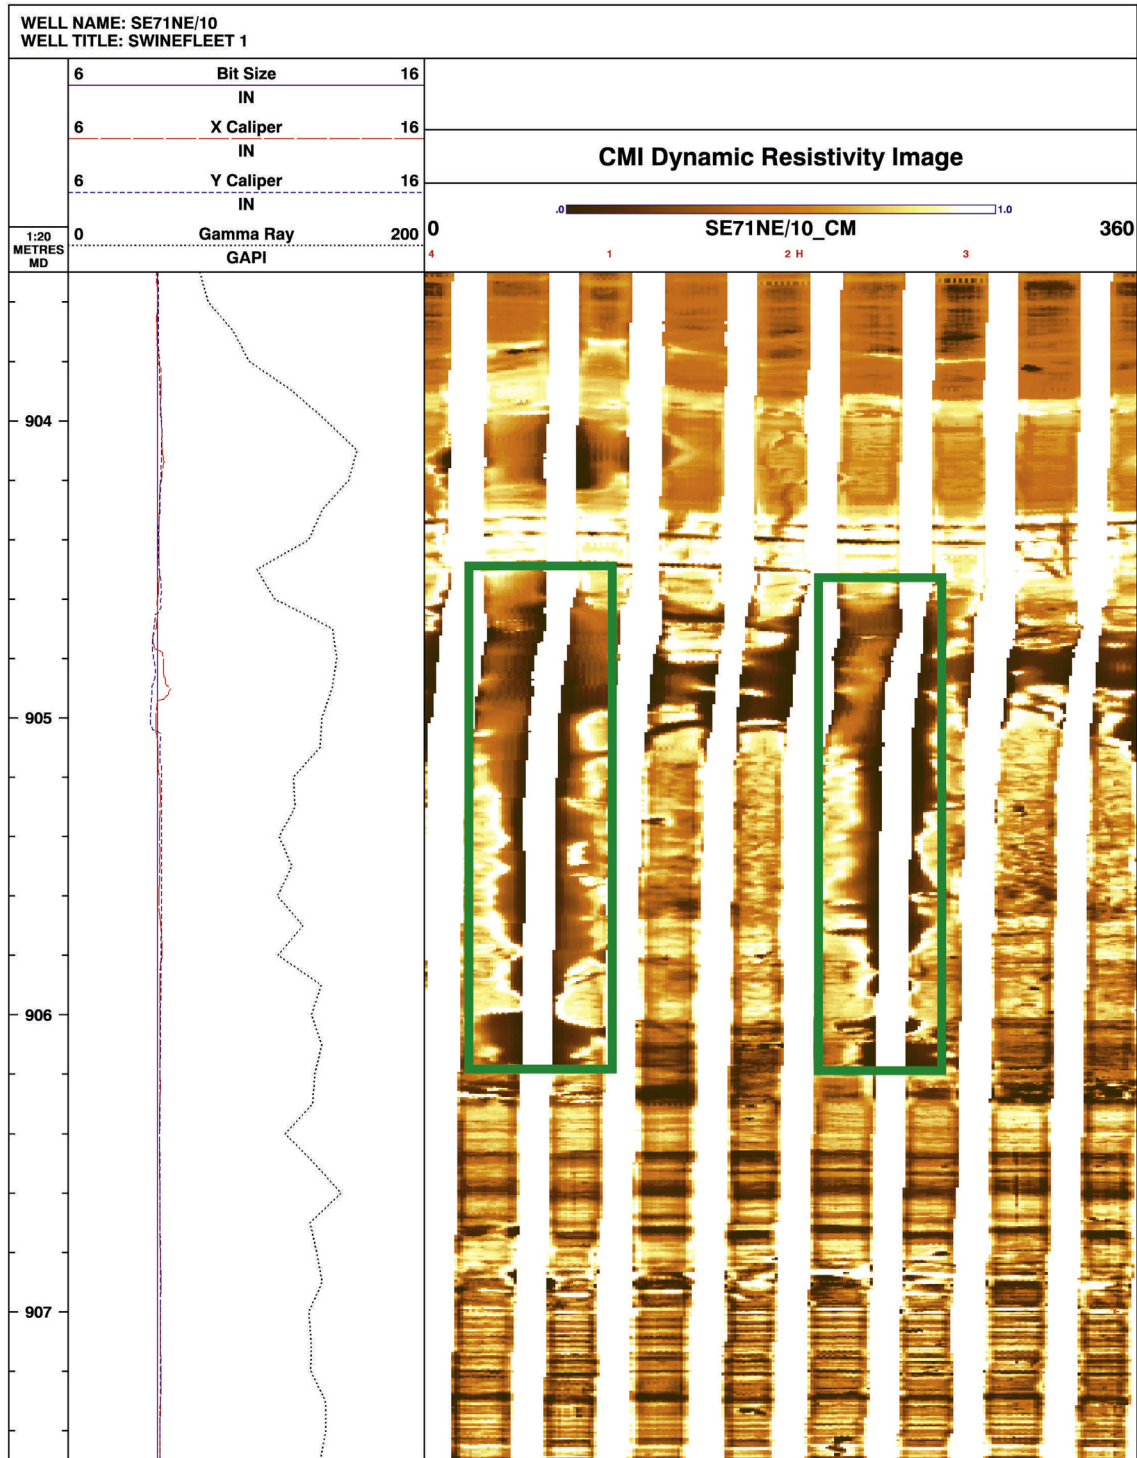 WELL NAME: SE71NE/10
WELL TITLE: SWINEFLEET 1
6 Bit Size 16
IN
6 X Caliper 16
IN
6 Y Caliper 16
IN
CMI Dynamic Resistivity Image
.0 1.0
1:20
METRES
MD
0 Gamma Ray 200
GAPI
0 SE71NE/10_CM 360
4 1 2 H 3
904
905
906
907